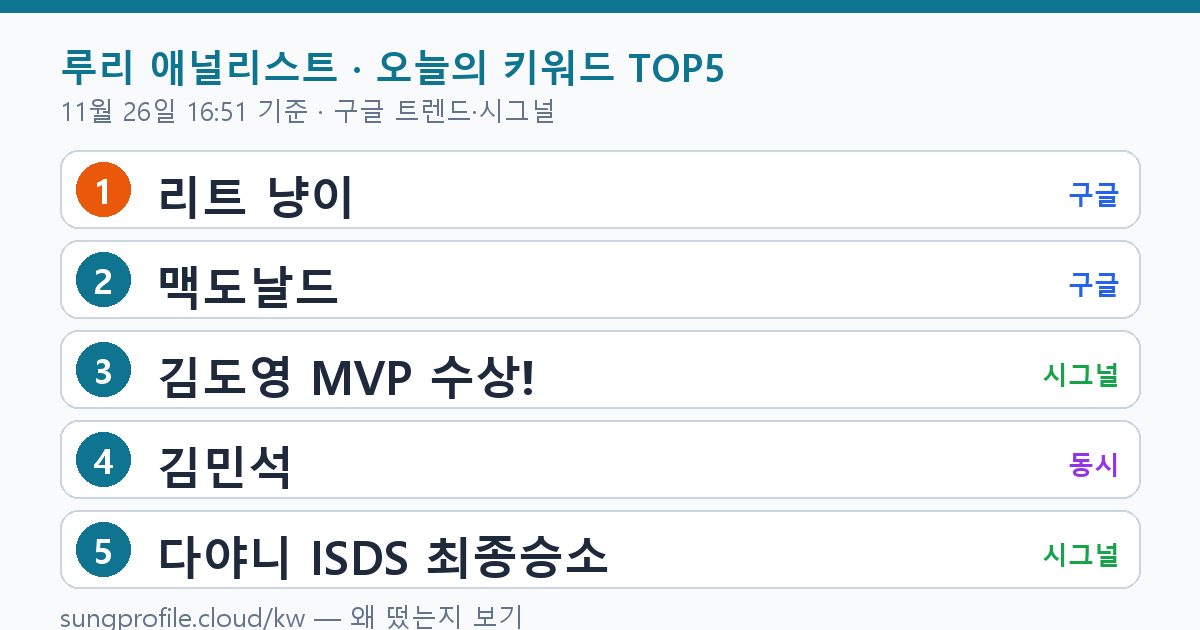 루리 애널리스트 · 오늘의 키워드 TOP5
11월 26일 16:51 기준 · 구글 트렌드·시그널
1 리트 냥이 구글
2 맥도날드 구글
3 김도영 MVP 수상! 시그널
4 김민석 동시
5 다야니 ISDS 최종승소 시그널
sungprofile.cloud/kw — 왜 떴는지 보기